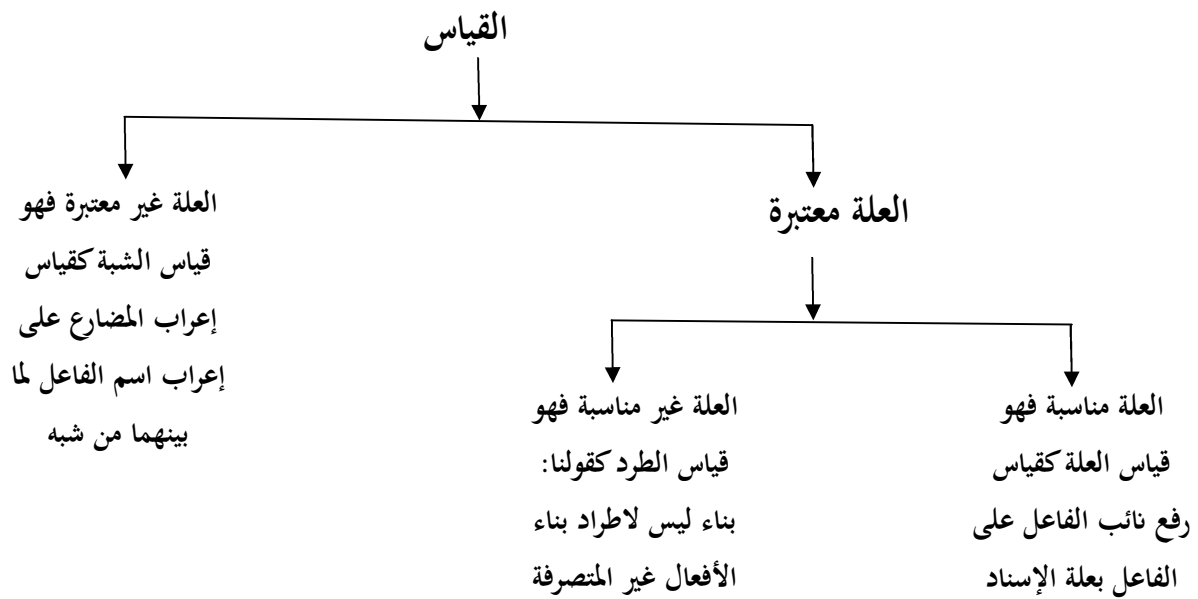 القياس
العلة معتبرة
العلة غير معتبرة فهو
قياس الشبة كقياس
إعراب المضارع على
إعراب اسم الفاعل لما
بينهما من شبه
العلة مناسبة فهو
قياس العلة كقياس
رفع نائب الفاعل على
الفاعل بعلة الإسناد
العلة غير مناسبة فهو
قياس الطرد كقولنا:
بناء ليس لاطراد بناء
الأفعال غير المتصرفة